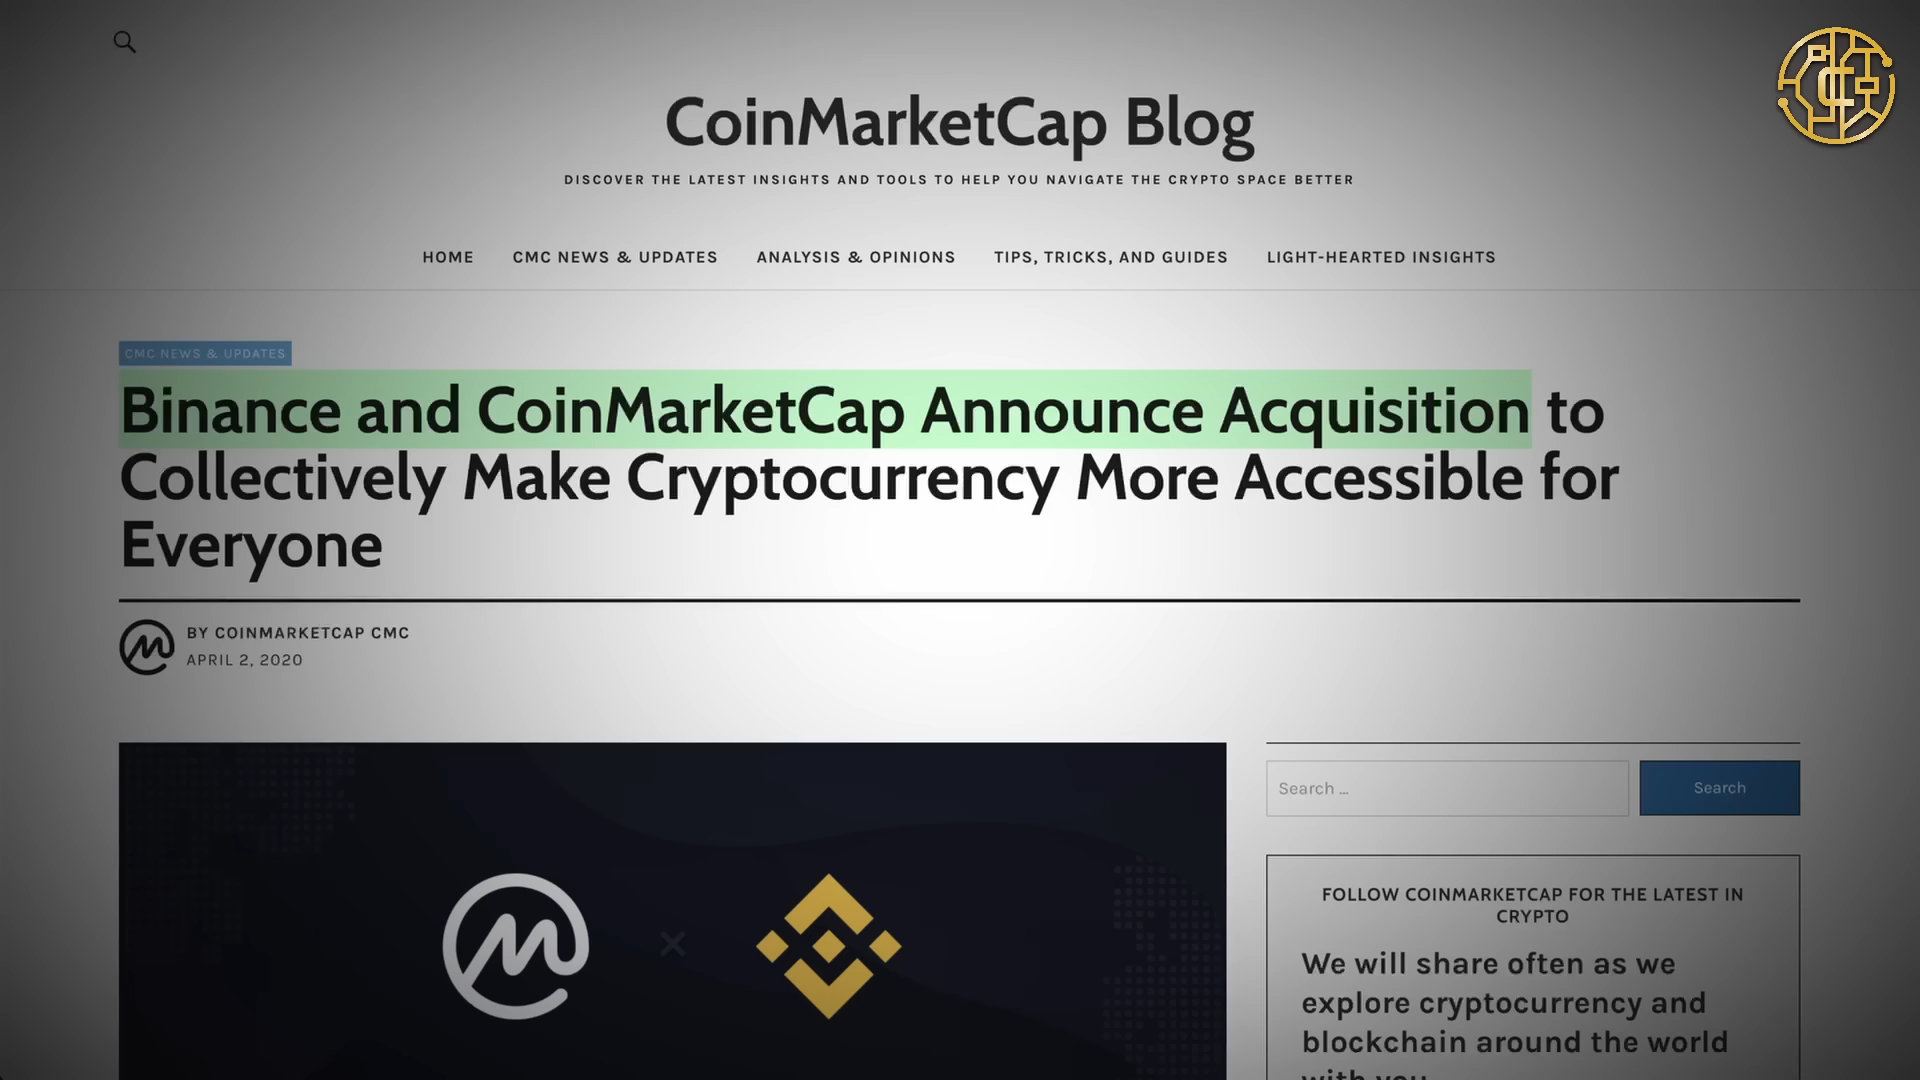 CoinMarketCap Blog
DISCOVER THE LATEST INSIGHTS AND TOOLS TO HELP YOU NAVIGATE THE CRYPTO SPACE BETTER
HOME CMC NEWS & UPDATES ANALYSIS & OPINIONS TIPS, TRICKS, AND GUIDES LIGHT-HEARTED INSIGHTS
CMC NEWS & UPDATES
Binance and CoinMarketCap Announce Acquisition to
Collectively Make Cryptocurrency More Accessible for
Everyone
BY COINMARKETCAP CMC
APRIL 2, 2020
Search ...
Search
FOLLOW COINMARKETCAP FOR THE LATEST IN
CRYPTO
We will share often as we
explore cryptocurrency and
blockchain around the world
with you